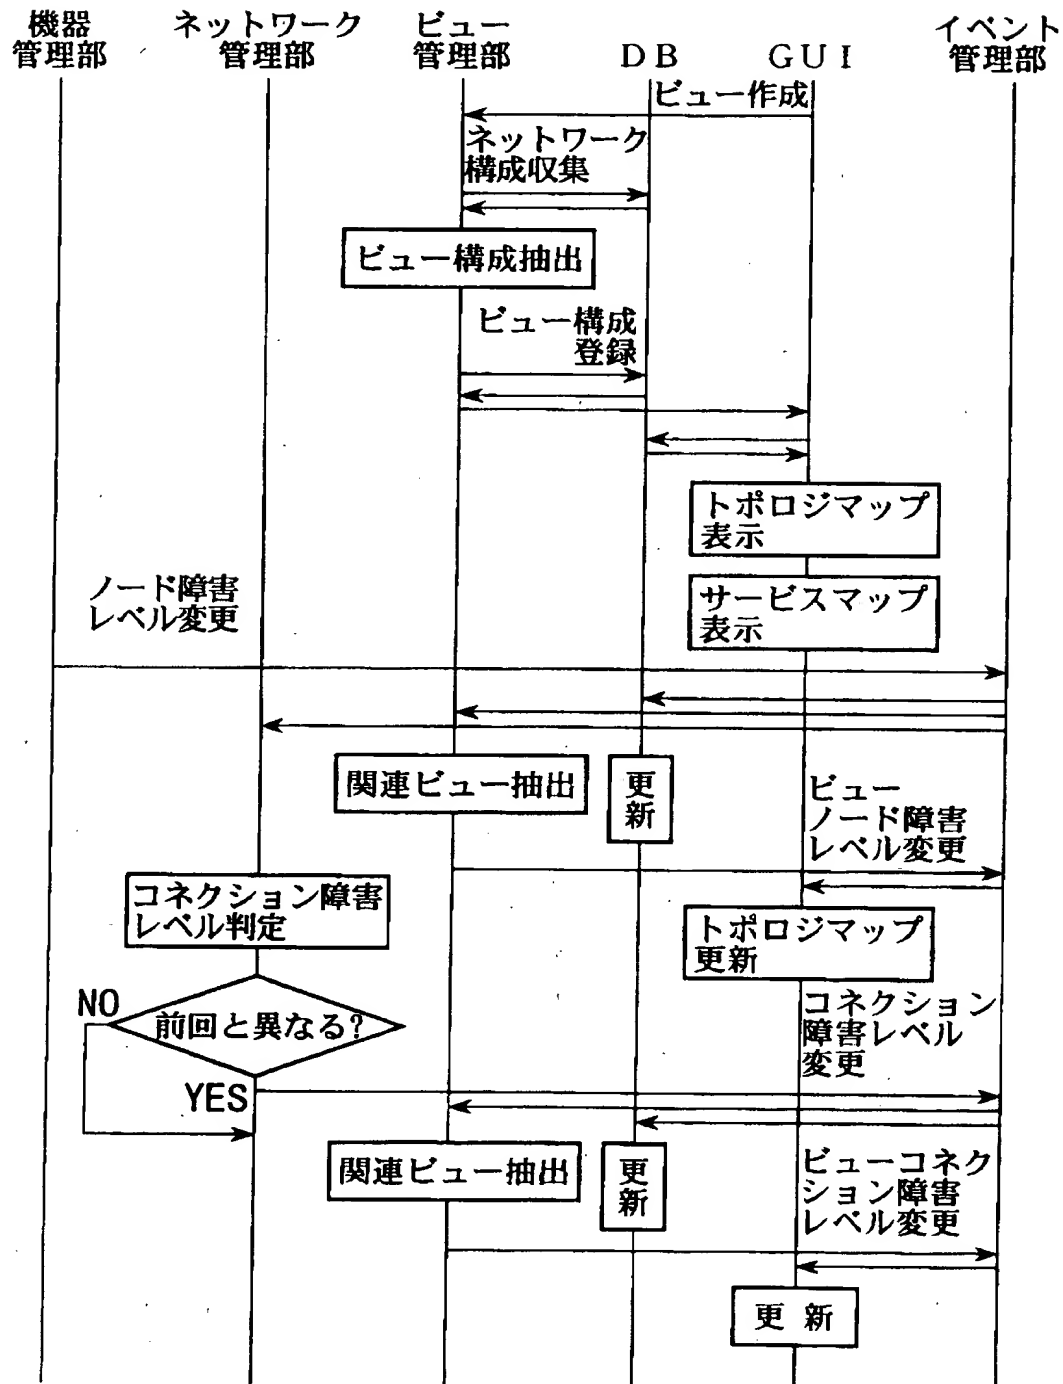 機器
管理部
ネットワーク
管理部
ビュー
管理部
DB
GUI
イベント
管理部
ビュー作成
ネットワーク
構成収集
ビュー構成抽出
ビュー構成
登録
トポロジマップ
表示
サービスマップ
表示
ノード障害
レベル変更
関連ビュー抽出
更
新
ビュー
ノード障害
レベル変更
コネクション障害
レベル判定
トポロジマップ
更新
NO
前回と異なる?
コネクション
障害レベル
変更
YES
関連ビュー抽出
更
新
ビューコネク
ション障害
レベル変更
更 新